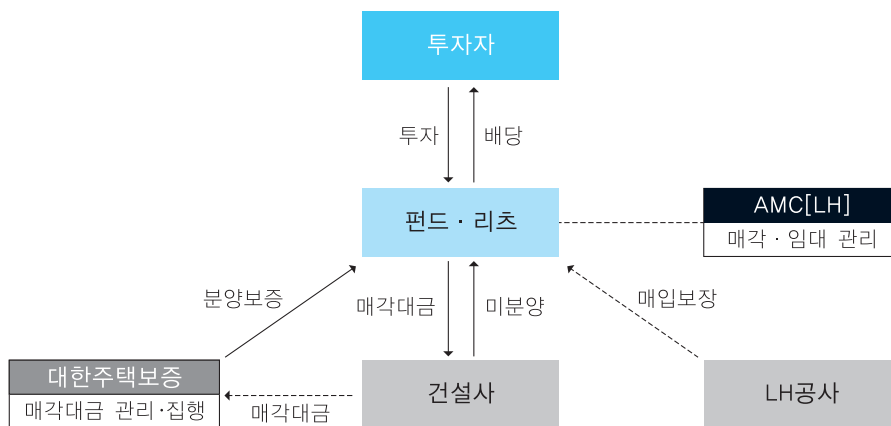 투자자
투자
배당
펀드 · 리츠
AMC[LH]
매각 · 임대 관리
분양보증
매각대금
미분양
매입보장
대한주택보증
매각대금 관리·집행
매각대금
건설사
LH공사